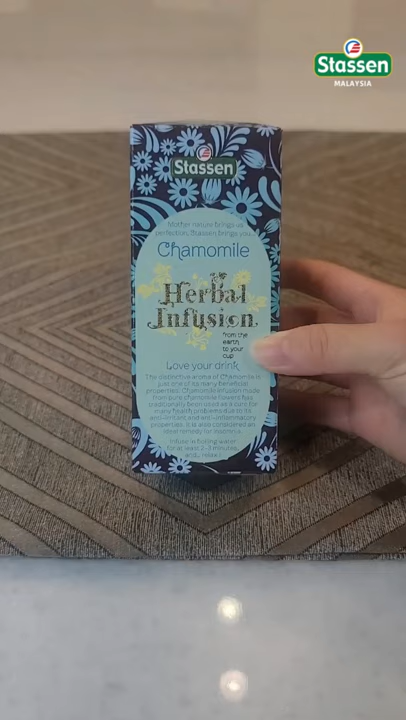 Stassen
MALAYSIA
Stassen
Mother nature brings us
perfection, Stassen brings you
Chamomile
Herbal
Infusion
from the
earth
to your
cup
Love your drink
The distinctive aroma of Chamomile is
just one of its many beneficial
properties. Chamomile infusion made
from pure chamomile flowers has
traditionally been used as a cure for
many health problems due to its
anti-irritant and anti-inflammatory
properties. It is also considered an
ideal remedy for insomnia.
Infuse in boiling water
for at least 2-3 minutes
and relax!